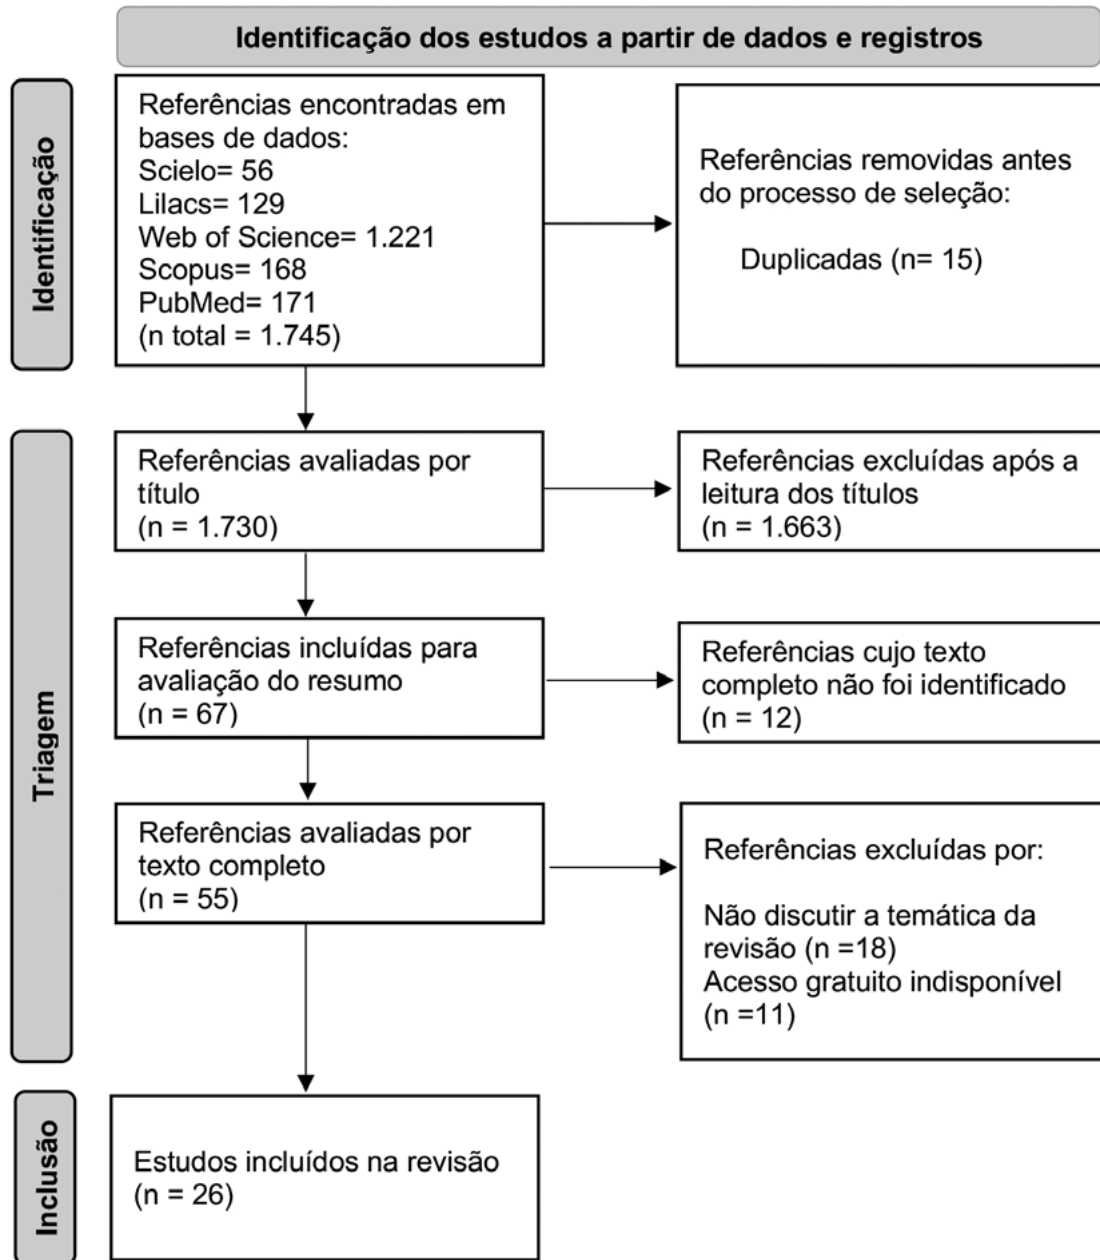 Identificação dos estudos a partir de dados e registros
Identificação
Referências encontradas em
bases de dados:
Scielo= 56
Lilacs= 129
Web of Science= 1.221
Scopus= 168
PubMed= 171
(n total = 1.745)
Referências removidas antes
do processo de seleção:
Duplicadas (n= 15)
Triagem
Referências avaliadas por
título
(n = 1.730)
Referências excluídas após a
leitura dos títulos
(n = 1.663)
Referências incluídas para
avaliação do resumo
(n = 67)
Referências cujo texto
completo não foi identificado
(n = 12)
Referências avaliadas por
texto completo
(n = 55)
Referências excluídas por:
Não discutir a temática da
revisão (n =18)
Acesso gratuito indisponível
(n =11)
Inclusão
Estudos incluídos na revisão
(n = 26)